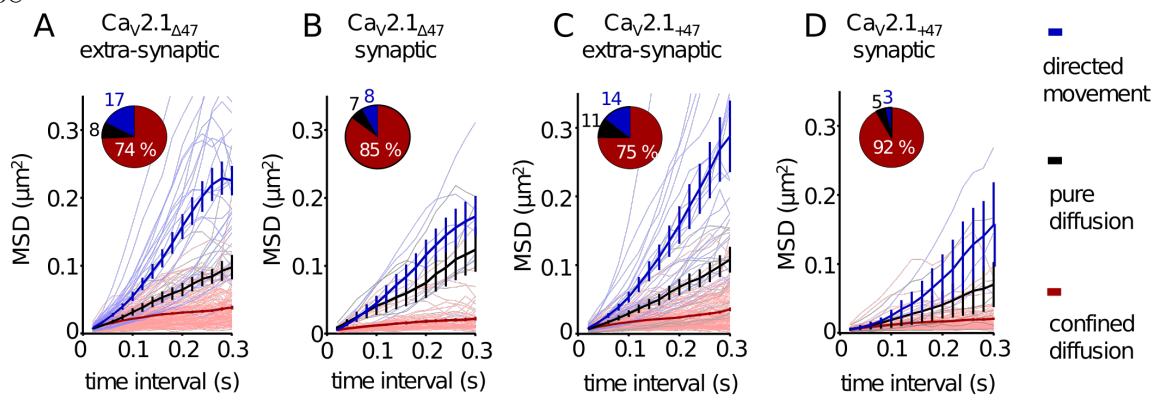 A
CaV2.1Δ47
extra-synaptic
B
CaV2.1Δ47
synaptic
C
CaV2.1+47
extra-synaptic
D
CaV2.1+47
synaptic
17
8
74 %
7
8
85 %
14
11
75 %
5
3
92 %
MSD (µm²)
0.3
0.2
0.1
0
0
0.1
0.2
0.3
time interval (s)
MSD (µm²)
0.3
0.2
0.1
0
0
0.1
0.2
0.3
time interval (s)
MSD (µm²)
0.3
0.2
0.1
0
0
0.1
0.2
0.3
time interval (s)
MSD (µm²)
0.3
0.2
0.1
0
0
0.1
0.2
0.3
time interval (s)
directed
movement
pure
diffusion
confined
diffusion